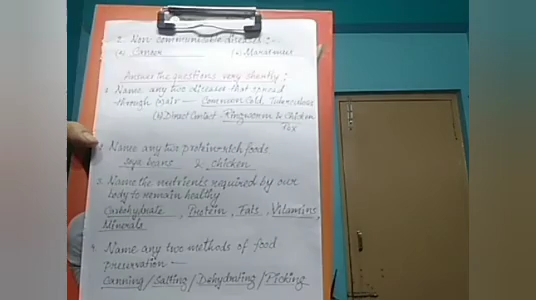 2. Non communicable diseases :-
(a) Cancer (b) Marasmus
Answer the questions very shortly :
1. Name any two diseases that spread
through (a) air — Common Cold, Tuberculosis
(b) Direct Contact - Ringworm & Chicken
Pox
2. Name any two protein-rich foods
soya beans & chicken
3. Name the nutrients required by our
body to remain healthy
Carbohydrate, Protein, Fats, Vitamins,
Minerals
4. Name any two methods of food
preservation —
Canning/Salting/Dehydrating/Picking